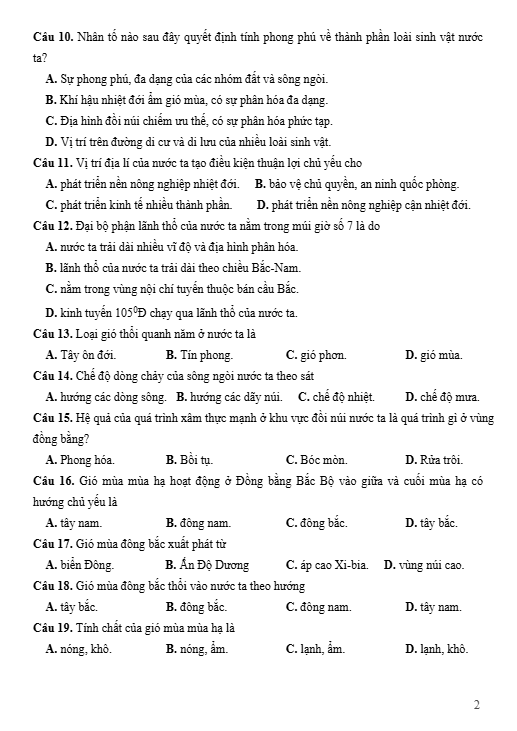 Câu 10. Nhân tố nào sau đây quyết định tính phong phú về thành phần loài sinh vật nước
ta?
A. Sự phong phú, đa dạng của các nhóm đất và sông ngòi.
B. Khí hậu nhiệt đới ẩm gió mùa, có sự phân hóa đa dạng.
C. Địa hình đồi núi chiếm ưu thế, có sự phân hóa phức tạp.
D. Vị trí trên đường di cư và di lưu của nhiều loài sinh vật.
Câu 11. Vị trí địa lí của nước ta tạo điều kiện thuận lợi chủ yếu cho
A. phát triển nền nông nghiệp nhiệt đới. B. bảo vệ chủ quyền, an ninh quốc phòng.
C. phát triển kinh tế nhiều thành phần. D. phát triển nền nông nghiệp cận nhiệt đới.
Câu 12. Đại bộ phận lãnh thổ của nước ta nằm trong múi giờ số 7 là do
A. nước ta trải dài nhiều vĩ độ và địa hình phân hóa.
B. lãnh thổ của nước ta trải dài theo chiều Bắc-Nam.
C. nằm trong vùng nội chí tuyến thuộc bán cầu Bắc.
D. kinh tuyến 105⁰Đ chạy qua lãnh thổ của nước ta.
Câu 13. Loại gió thổi quanh năm ở nước ta là
A. Tây ôn đới. B. Tín phong. C. gió phơn. D. gió mùa.
Câu 14. Chế độ dòng chảy của sông ngòi nước ta theo sát
A. hướng các dòng sông. B. hướng các dãy núi. C. chế độ nhiệt. D. chế độ mưa.
Câu 15. Hệ quả của quá trình xâm thực mạnh ở khu vực đồi núi nước ta là quá trình gì ở vùng
đồng bằng?
A. Phong hóa. B. Bồi tụ. C. Bóc mòn. D. Rửa trôi.
Câu 16. Gió mùa mùa hạ hoạt động ở Đồng bằng Bắc Bộ vào giữa và cuối mùa hạ có
hướng chủ yếu là
A. tây nam. B. đông nam. C. đông bắc. D. tây bắc.
Câu 17. Gió mùa đông bắc xuất phát từ
A. biển Đông. B. Ấn Độ Dương C. áp cao Xi-bia. D. vùng núi cao.
Câu 18. Gió mùa đông bắc thổi vào nước ta theo hướng
A. tây bắc. B. đông bắc. C. đông nam. D. tây nam.
Câu 19. Tính chất của gió mùa mùa hạ là
A. nóng, khô. B. nóng, ẩm. C. lạnh, ẩm. D. lạnh, khô.
2